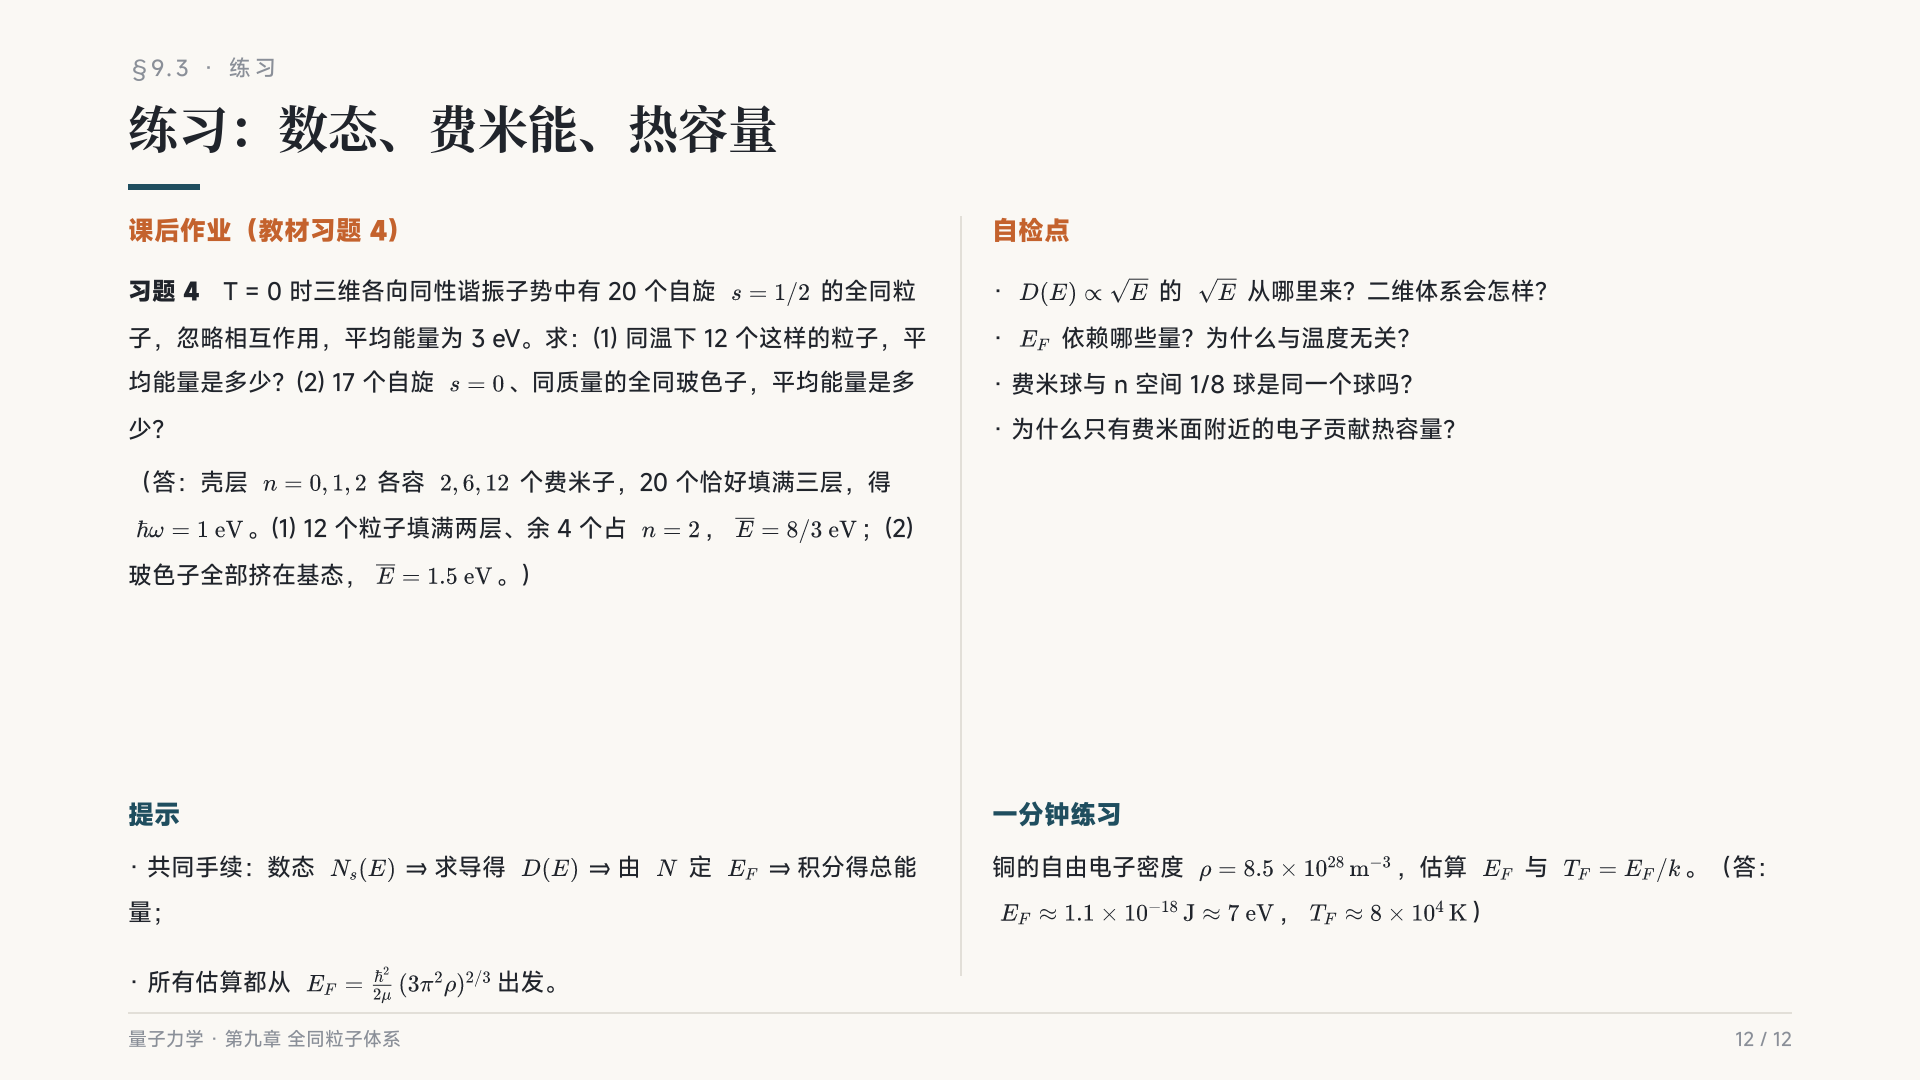 §9.3 · 练习
练习：数态、费米能、热容量
课后作业（教材习题 4）
习题 4 T = 0 时三维各向同性谐振子势中有 20 个自旋 s = 1/2 的全同粒
子，忽略相互作用，平均能量为 3 eV。求：(1) 同温下 12 个这样的粒子，平
均能量是多少？(2) 17 个自旋 s = 0、同质量的全同玻色子，平均能量是多
少？
（答：壳层 n = 0, 1, 2 各容 2, 6, 12 个费米子，20 个恰好填满三层，得
ħω = 1 eV。(1) 12 个粒子填满两层、余 4 个占 n = 2，E̅ = 8/3 eV；(2)
玻色子全部挤在基态，E̅ = 1.5 eV。）
提示
· 共同手续：数态 Nₛ(E) ⇒ 求导得 D(E) ⇒ 由 N 定 E_F ⇒ 积分得总能
量；
· 所有估算都从 E_F = ħ²/2μ (3π²ρ)^{2/3} 出发。
自检点
· D(E) ∝ √E 的 √E 从哪里来？二维体系会怎样？
· E_F 依赖哪些量？为什么与温度无关？
· 费米球与 n 空间 1/8 球是同一个球吗？
· 为什么只有费米面附近的电子贡献热容量？
一分钟练习
铜的自由电子密度 ρ = 8.5 × 10²⁸ m⁻³，估算 E_F 与 T_F = E_F/k。（答：
E_F ≈ 1.1 × 10⁻¹⁸ J ≈ 7 eV，T_F ≈ 8 × 10⁴ K）
量子力学 · 第九章 全同粒子体系
12 / 12